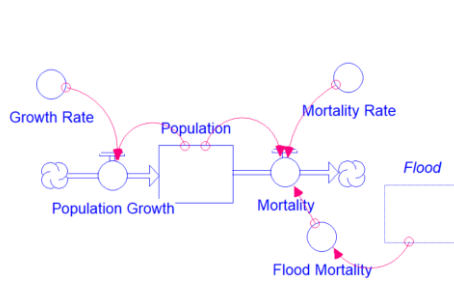 Growth Rate
Mortality Rate
Population
Flood
Population Growth
Mortality
Flood Mortality